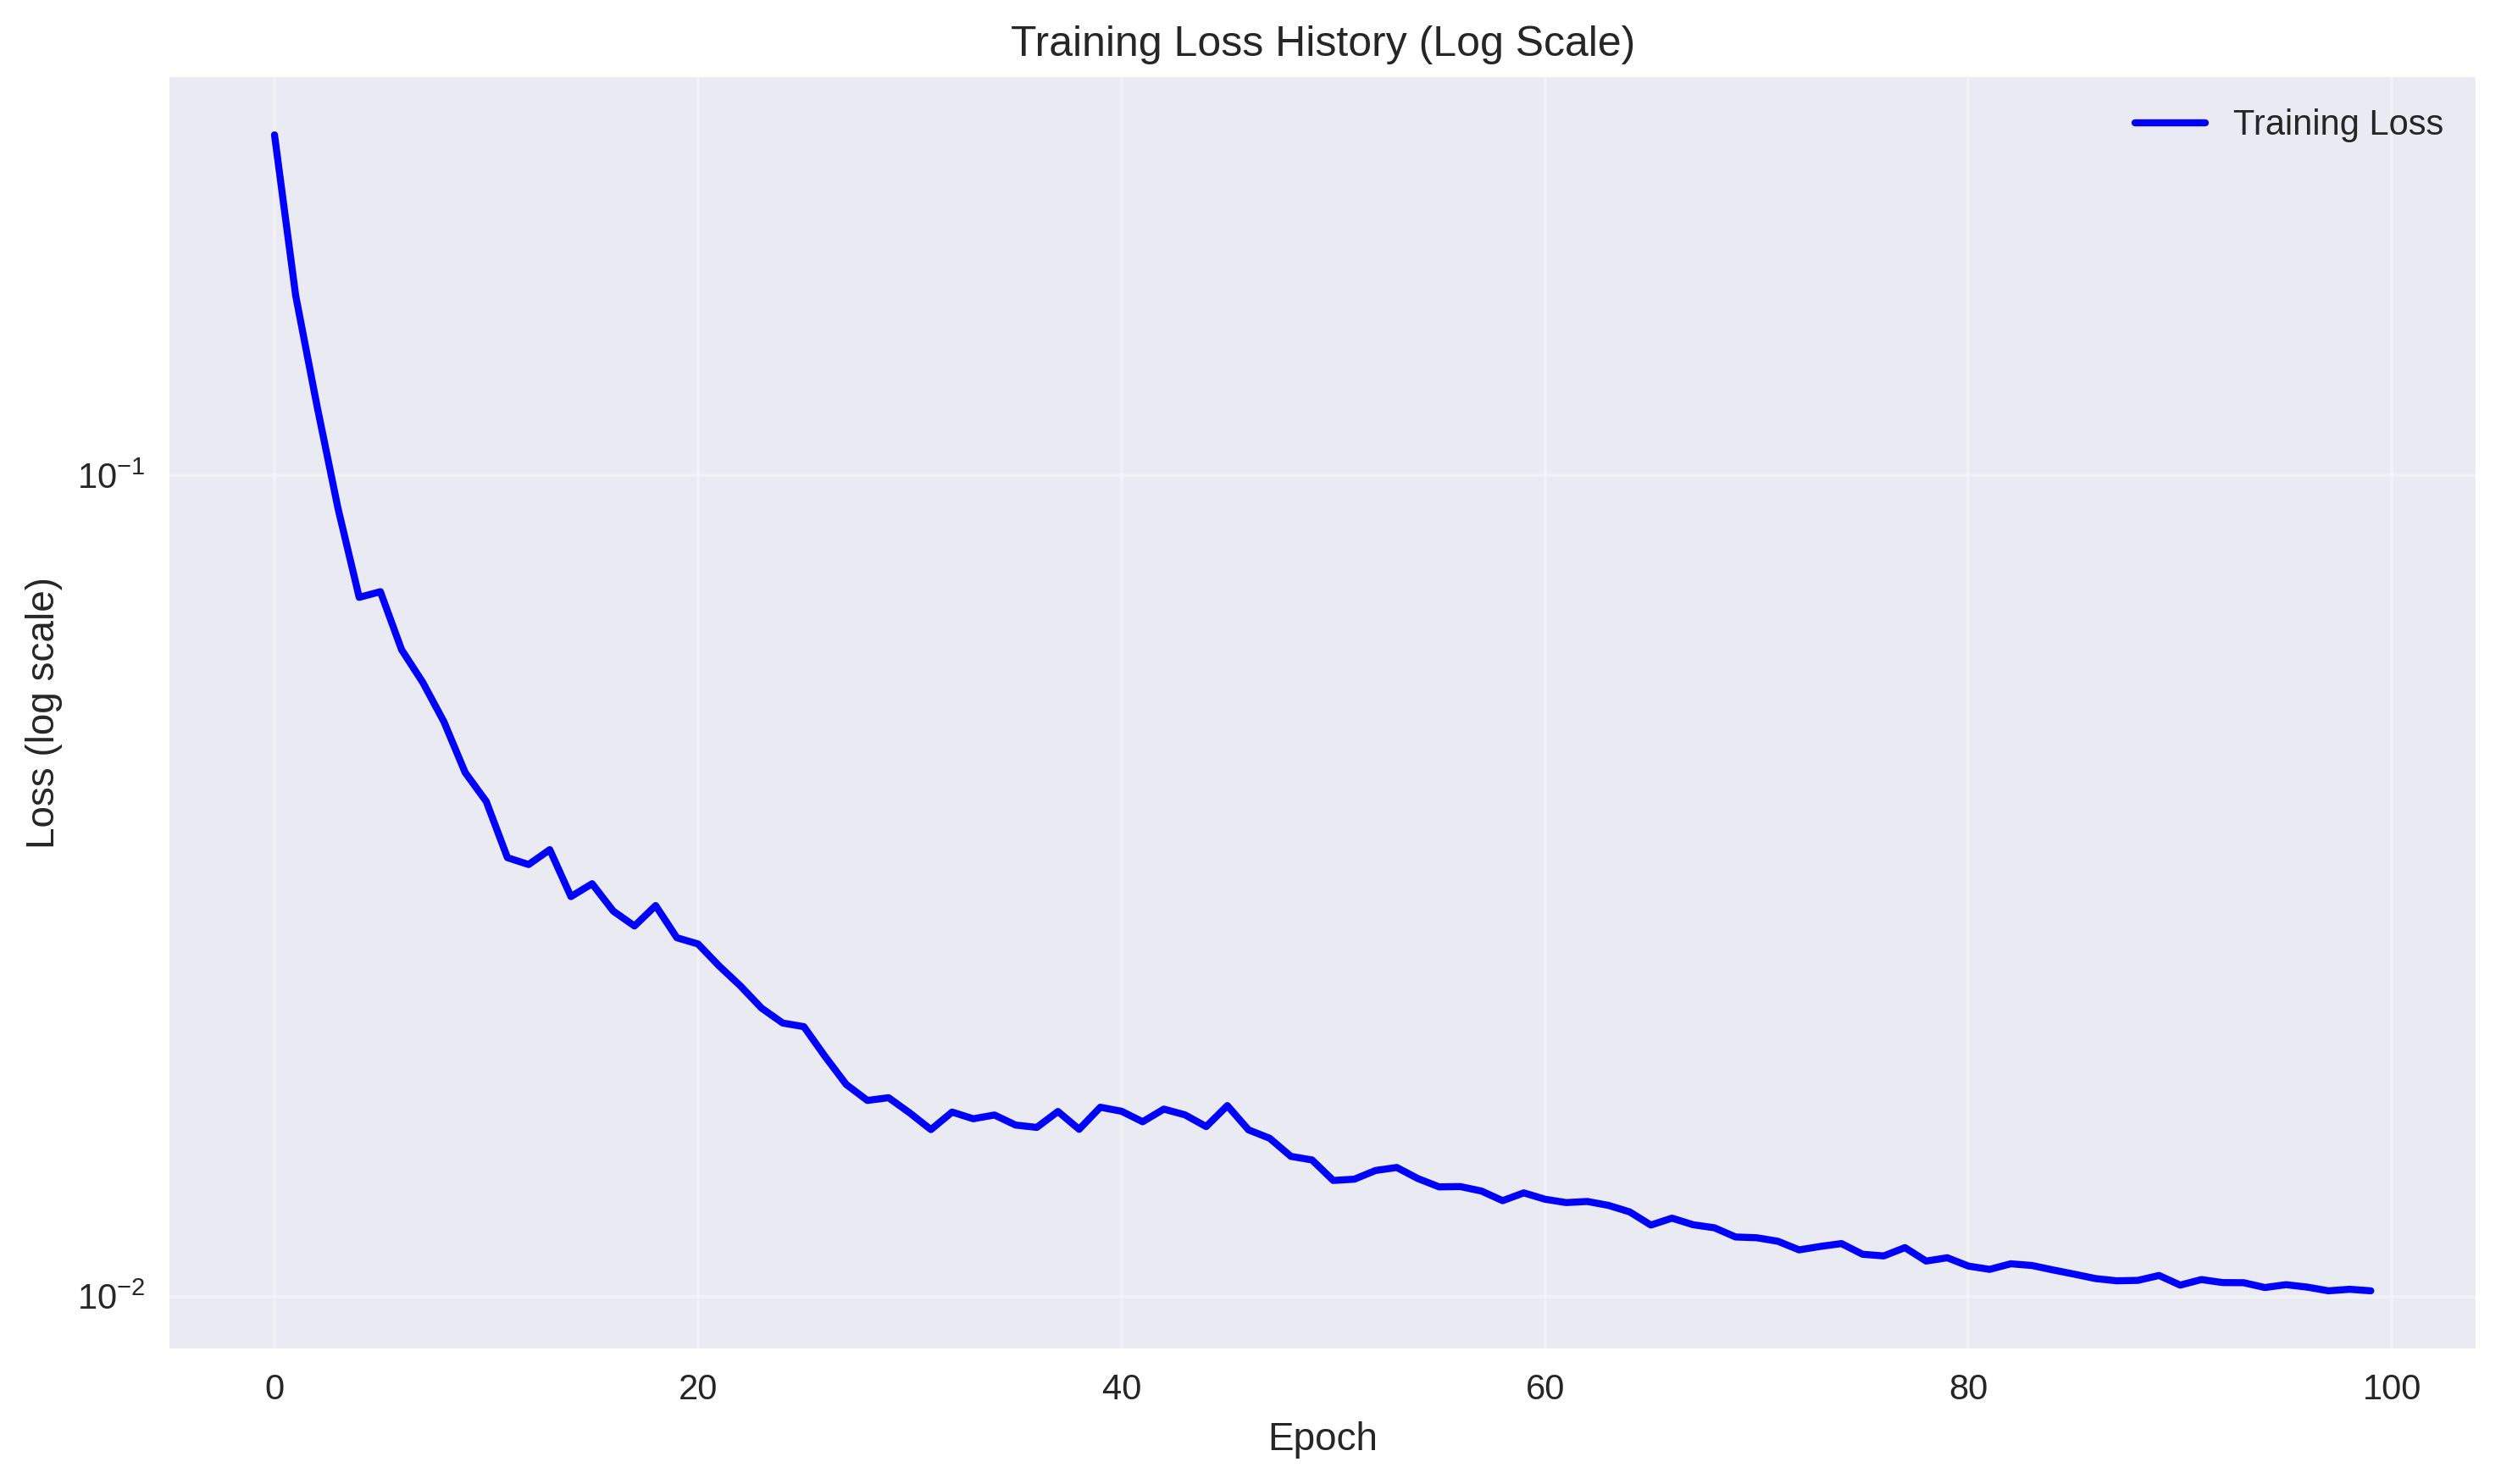 Training Loss History (Log Scale)
Training Loss
10⁻¹
Loss (log scale)
10⁻²
0 20 40 60 80 100
Epoch